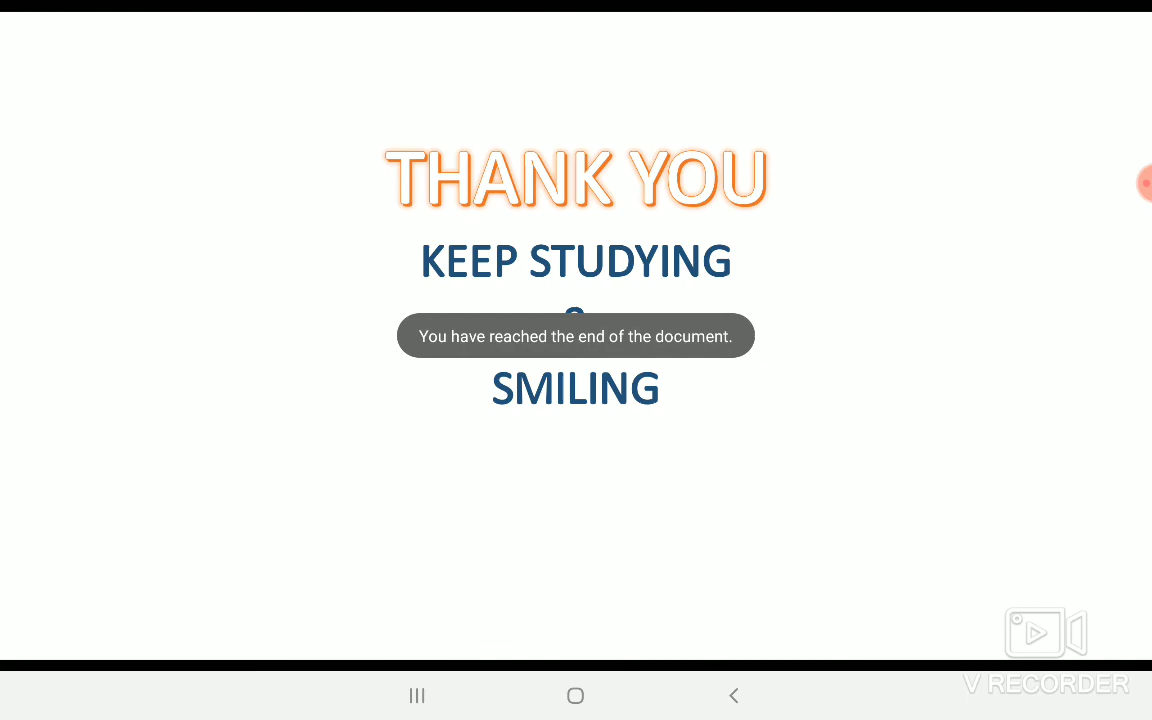 THANK YOU
KEEP STUDYING
You have reached the end of the document.
SMILING
V RECORDER